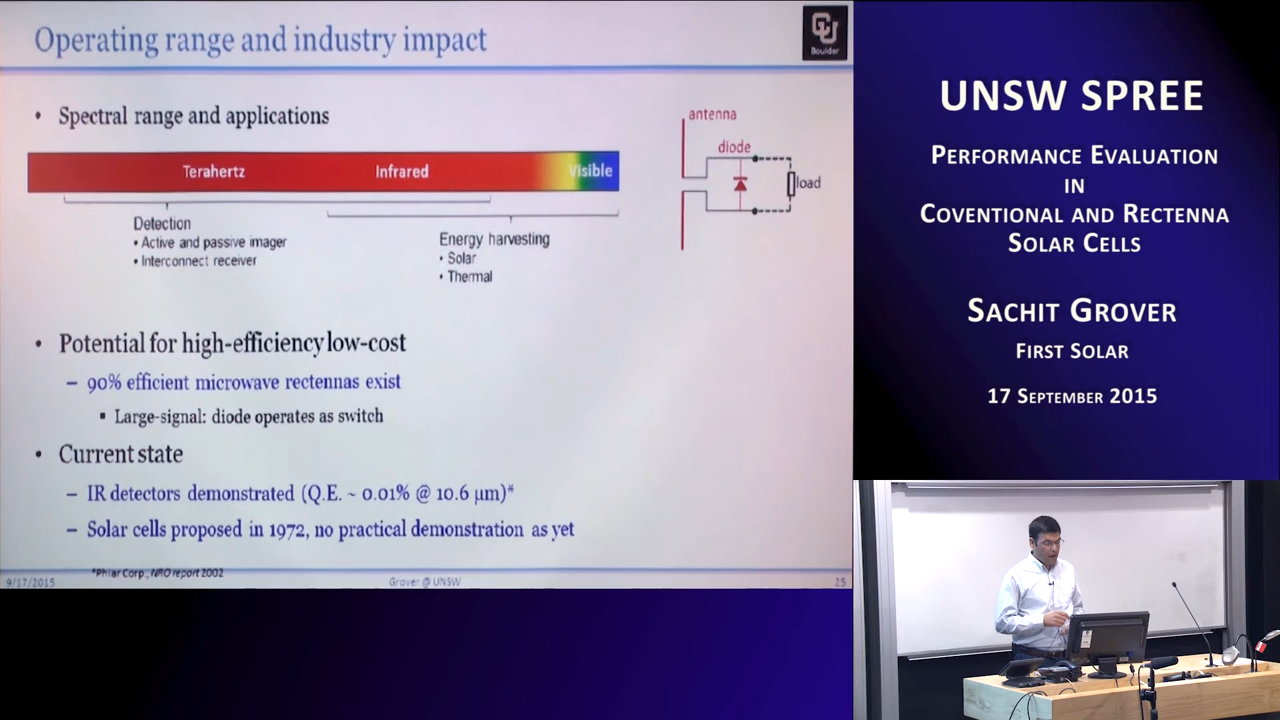 Operating range and industry impact
CU
Boulder
• Spectral range and applications
Terahertz
Infrared
Visible
Detection
• Active and passive imager
• Interconnect receiver
Energy harvesting
• Solar
• Thermal
antenna
diode
load
• Potential for high-efficiency low-cost
– 90% efficient microwave rectennas exist
▪ Large-signal: diode operates as switch
• Current state
– IR detectors demonstrated (Q.E. ~ 0.01% @ 10.6 µm)*
– Solar cells proposed in 1972, no practical demonstration as yet
*Phiar Corp., NRO report 2002
9/17/2015
Grover @ UNSW
25
UNSW SPREE
PERFORMANCE EVALUATION
IN
COVENTIONAL AND RECTENNA
SOLAR CELLS
SACHIT GROVER
FIRST SOLAR
17 SEPTEMBER 2015